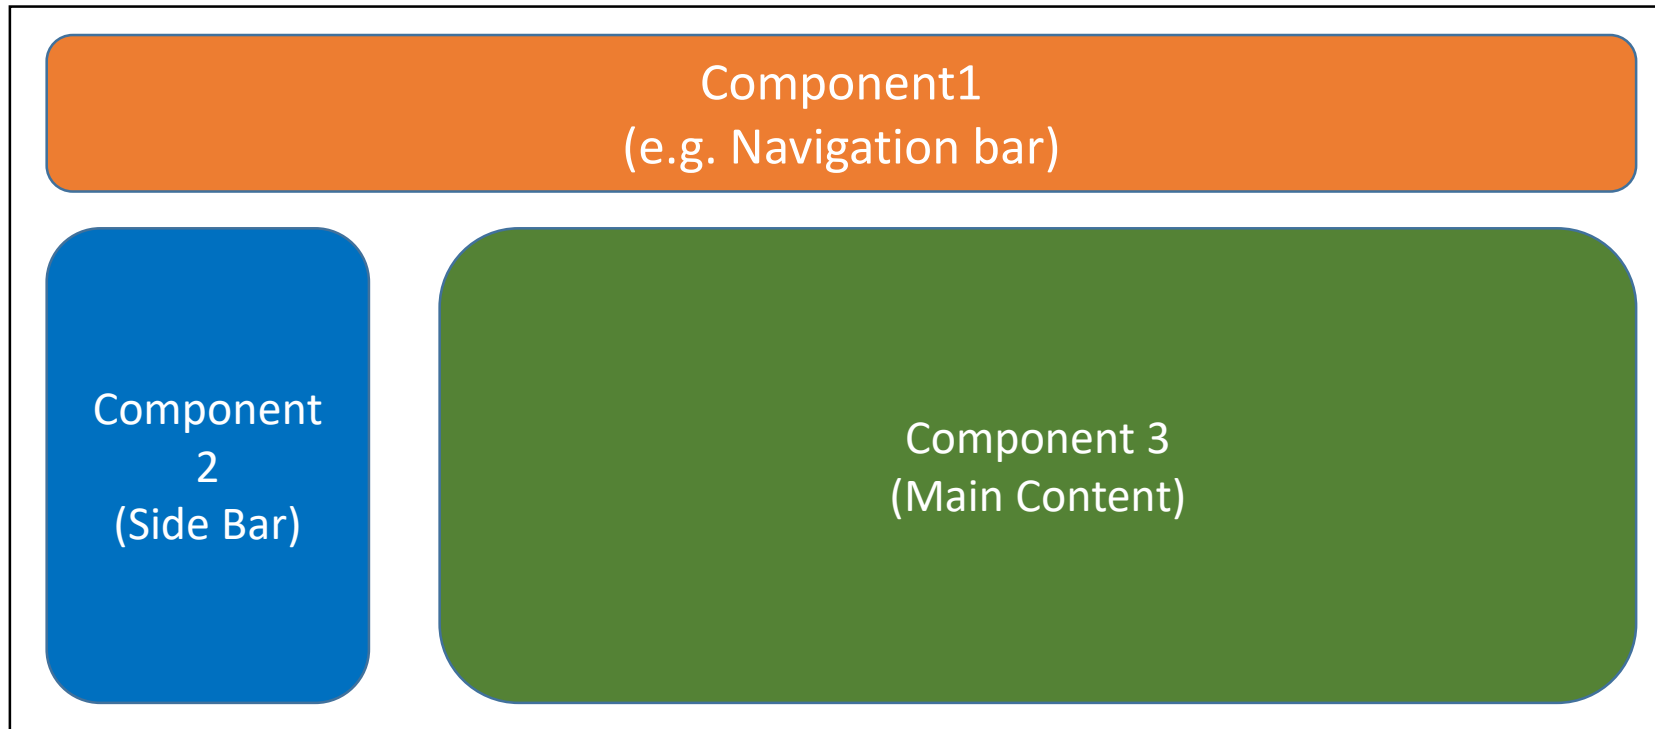 Component1
(e.g. Navigation bar)
Component
2
(Side Bar)
Component 3
(Main Content)